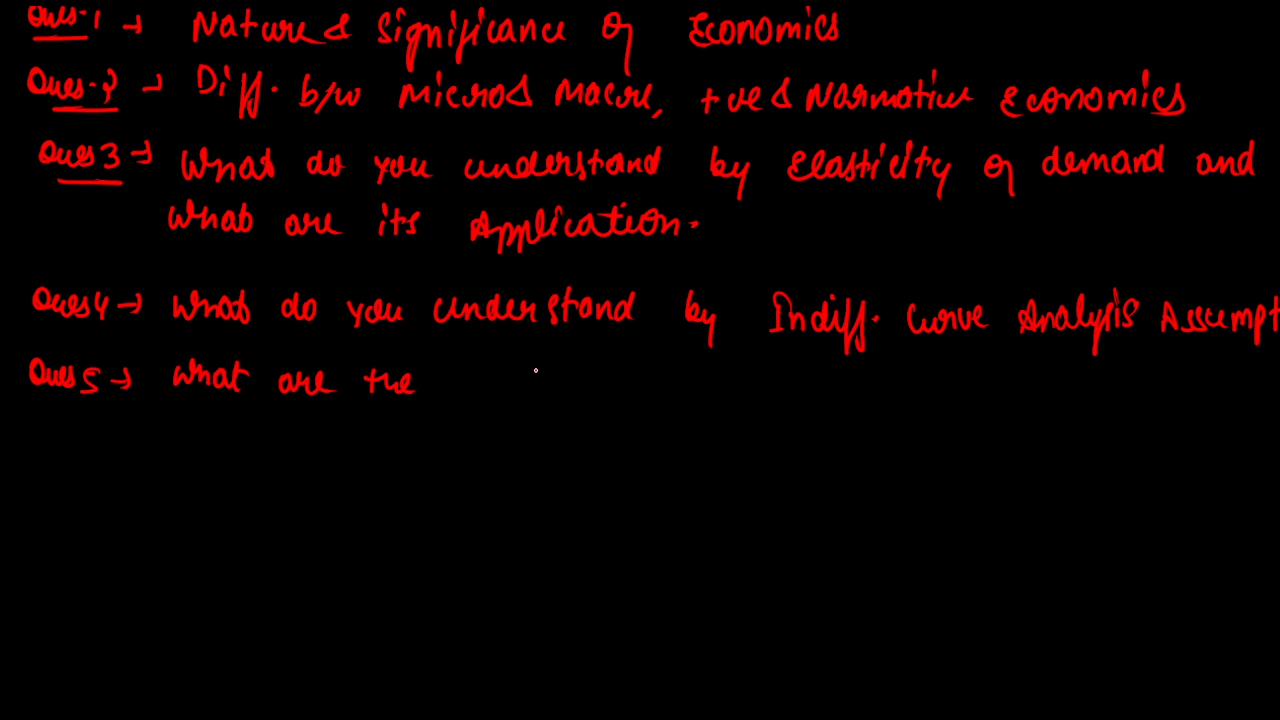 Ques-1 → Nature & Significance of Economics
Ques-2 → Diff. b/w Micro & Macro, +ve & Normative Economics
Ques 3 → What do you understand by Elasticity of demand and
what are its Application.
Ques 4 → What do you understand by Indiff. Curve Analysis Assumpt
Ques 5 → What are the